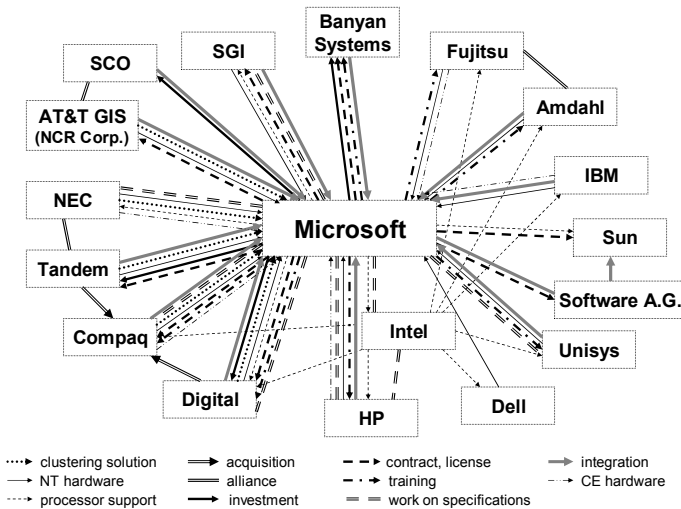 Banyan
Systems
SGI
Fujitsu
SCO
Amdahl
AT&T GIS
(NCR Corp.)
IBM
NEC
Microsoft
Sun
Tandem
Software A.G.
Compaq
Intel
Unisys
Digital
Dell
HP
clustering solution
acquisition
contract, license
integration
NT hardware
alliance
training
CE hardware
processor support
investment
work on specifications